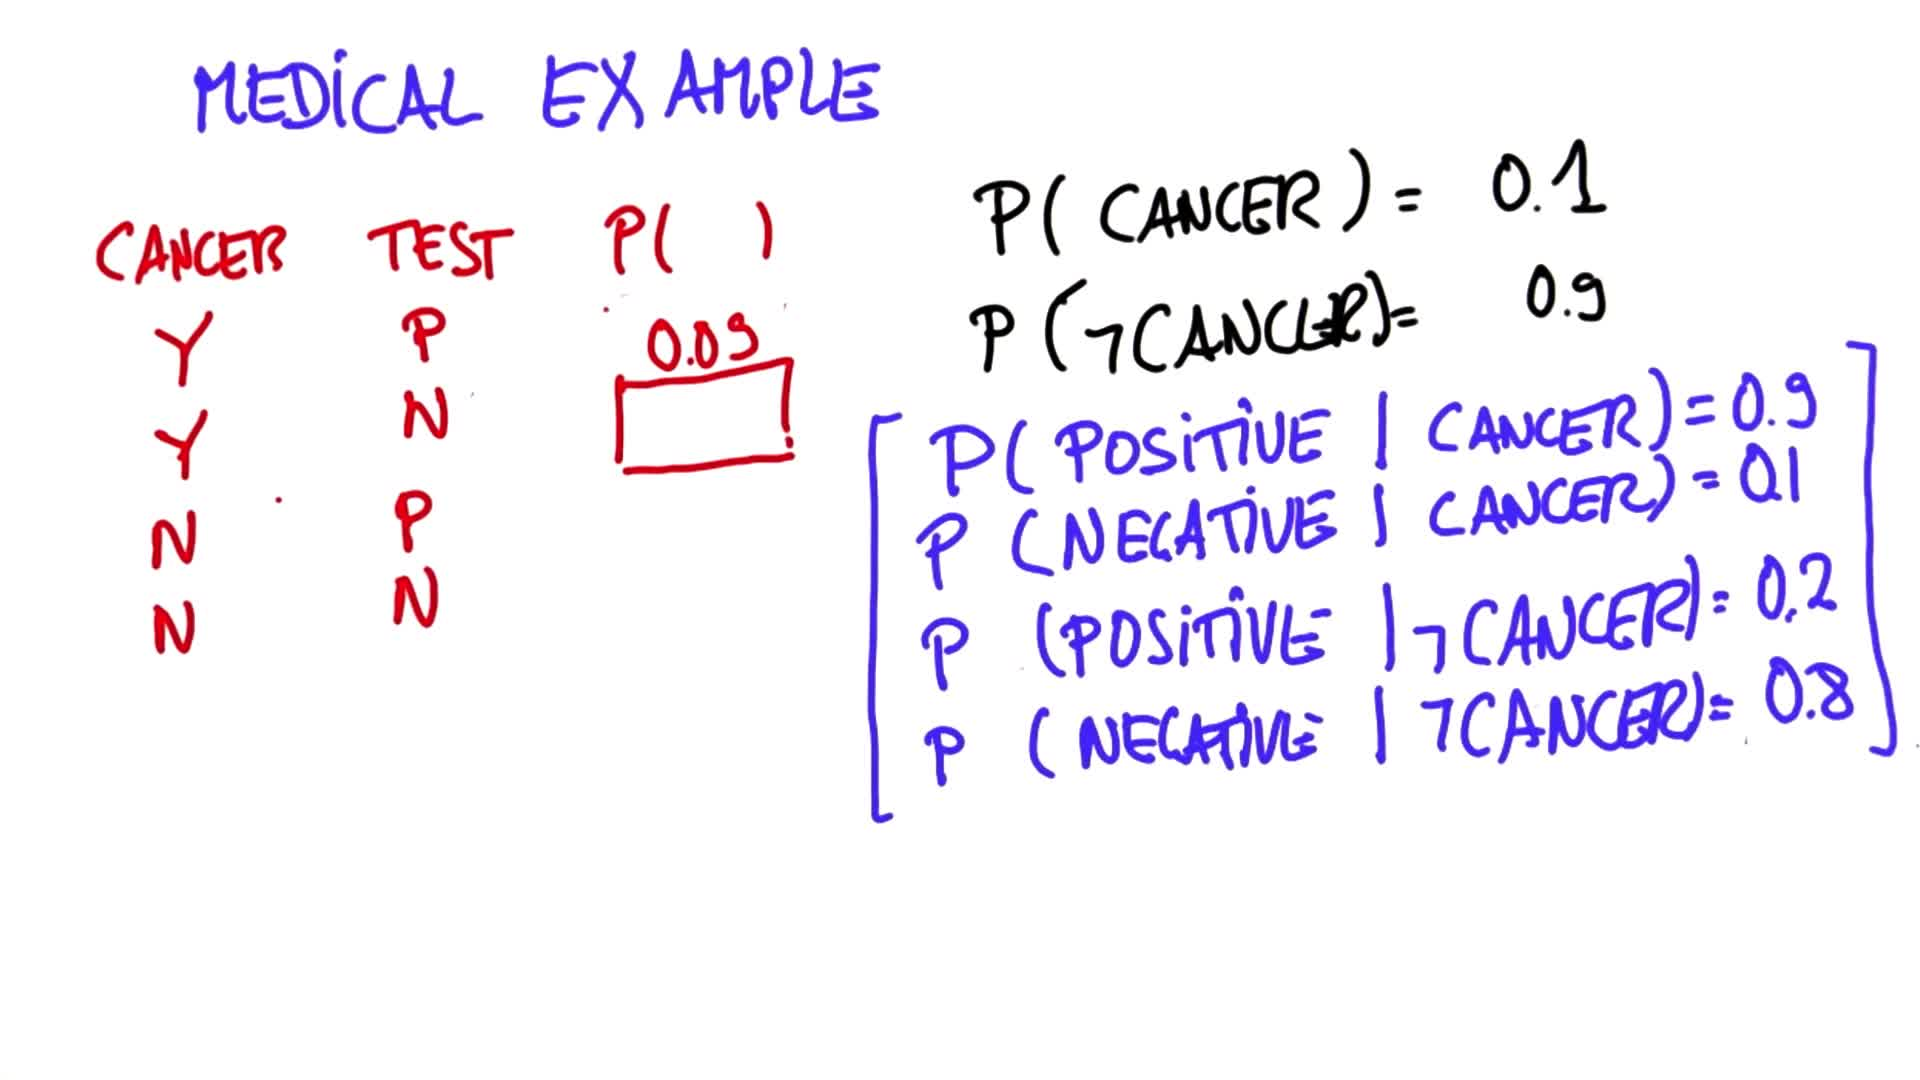 MEDICAL EXAMPLE
CANCER TEST P( )
Y P 0.09
Y N
N P
N N
P( CANCER ) = 0.1
P (¬CANCER)= 0.9
P( POSITIVE | CANCER) = 0.9
P (NEGATIVE | CANCER) = 0.1
P (POSITIVE |¬CANCER)= 0.2
P (NEGATIVE | ¬CANCER)= 0.8